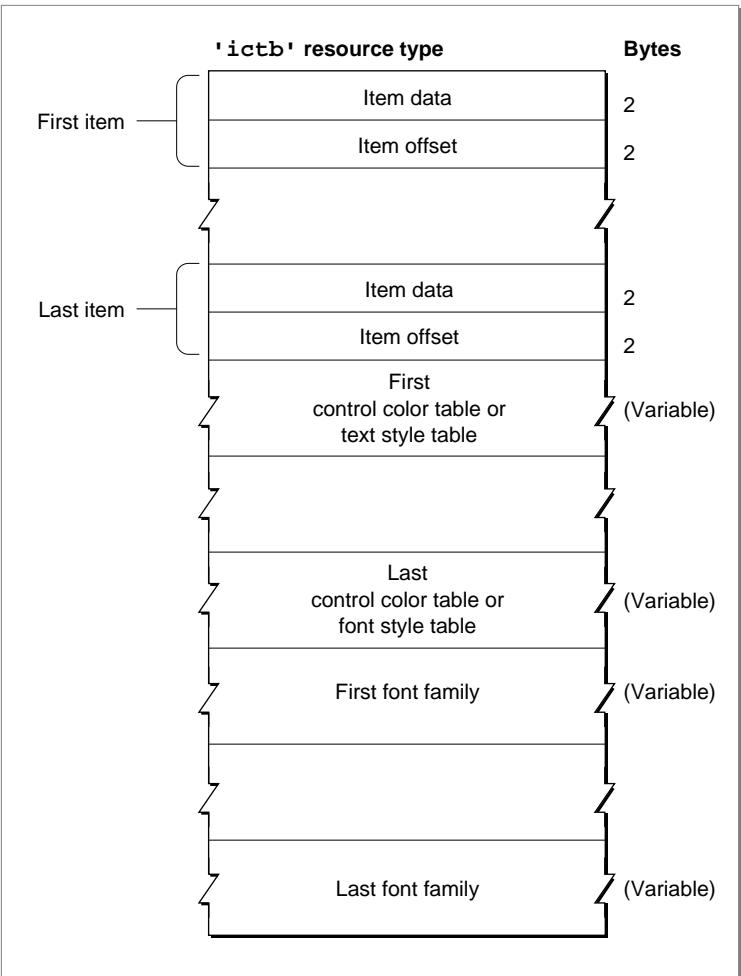 'ictb' resource type Bytes
Item data 2
First item
Item offset 2
Item data 2
Last item
Item offset 2
First
control color table or (Variable)
text style table
Last
control color table or (Variable)
font style table
First font family (Variable)
Last font family (Variable)